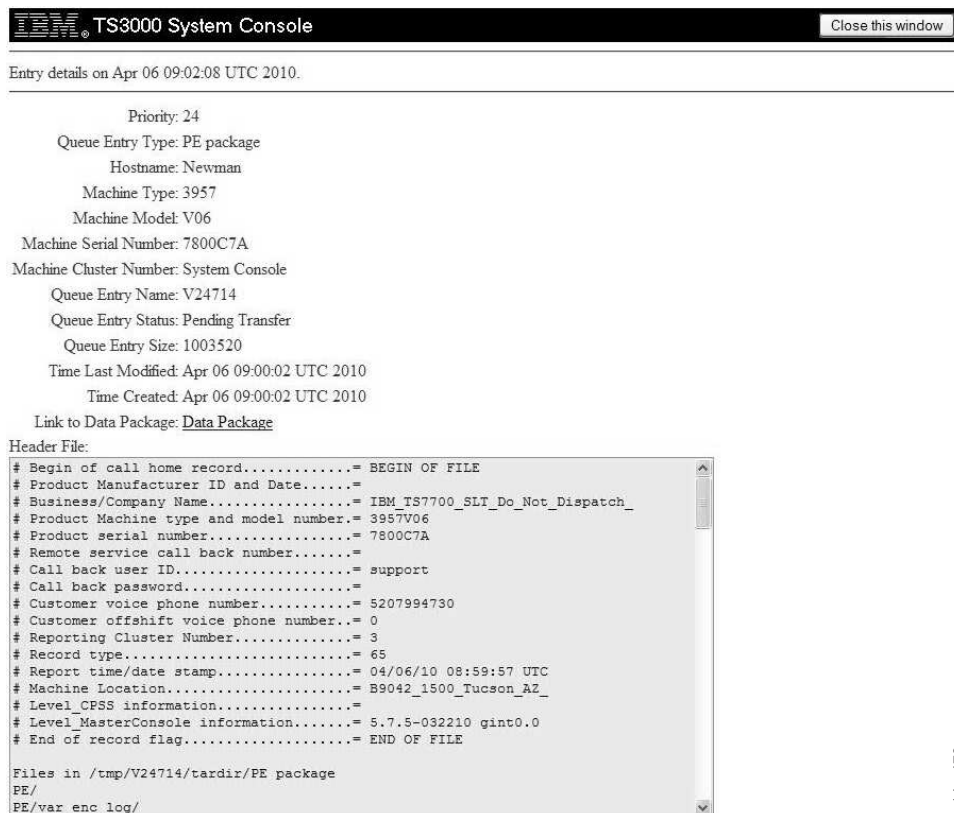 IBM® TS3000 System Console
Close this window
Entry details on Apr 06 09:02:08 UTC 2010.
Priority: 24
Queue Entry Type: PE package
Hostname: Newman
Machine Type: 3957
Machine Model: V06
Machine Serial Number: 7800C7A
Machine Cluster Number: System Console
Queue Entry Name: V24714
Queue Entry Status: Pending Transfer
Queue Entry Size: 1003520
Time Last Modified: Apr 06 09:00:02 UTC 2010
Time Created: Apr 06 09:00:02 UTC 2010
Link to Data Package: Data Package
Header File:
# Begin of call home record.............= BEGIN OF FILE
# Product Manufacturer ID and Date......=
# Business/Company Name.................= IBM_TS7700_SLT_Do_Not_Dispatch_
# Product Machine type and model number.= 3957V06
# Product serial number.................= 7800C7A
# Remote service call back number.......=
# Call back user ID.....................= support
# Call back password....................=
# Customer voice phone number...........= 5207994730
# Customer offshift voice phone number..= 0
# Reporting Cluster Number..............= 3
# Record type...........................= 65
# Report time/date stamp................= 04/06/10 08:59:57 UTC
# Machine Location......................= B9042_1500_Tucson_AZ_
# Level_CPSS information................=
# Level_MasterConsole information.......= 5.7.5-032210 gint0.0
# End of record flag....................= END OF FILE
Files in /tmp/V24714/tardir/PE package
PE/
PE/var enc log/